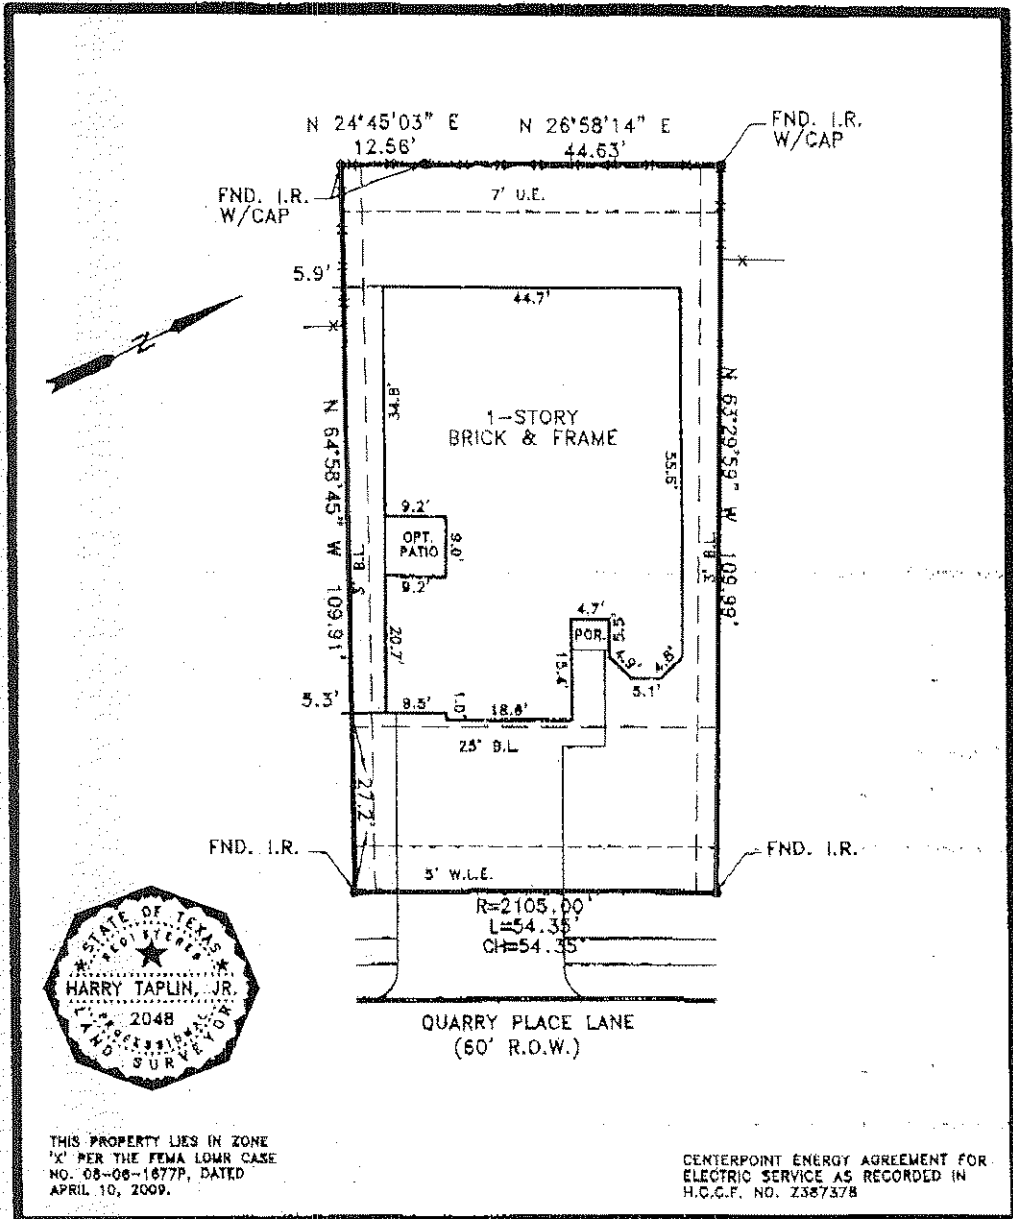 N 24°45'03" E
N 26°58'14" E
12.56'
44.63'
FND. I.R.
W/CAP
FND. I.R.
W/CAP
7' U.E.
5.9'
44.7'
N
34.8'
1-STORY
BRICK & FRAME
N 64°58'45" W 109.91'
N 63°29'59" W 109.99'
9.2'
OPT.
PATIO
9.0'
9.2'
5' B.L.
5' B.L.
4.7'
POR.
5.5'
4.9'
4.8'
5.1'
20.7'
15.4'
5.3'
8.5'
1.0'
18.6'
25' B.L.
27.2'
FND. I.R.
FND. I.R.
5' W.L.E.
R=2105.00'
L=54.35'
CH=54.35'
STATE OF TEXAS
REGISTERED
HARRY TAPLIN, JR.
2048
PROFESSIONAL
LAND SURVEYOR
QUARRY PLACE LANE
(60' R.O.W.)
THIS PROPERTY LIES IN ZONE
'X' PER THE FEMA LOMR CASE
NO. 08-06-1677P, DATED
APRIL 10, 2009.
CENTERPOINT ENERGY AGREEMENT FOR
ELECTRIC SERVICE AS RECORDED IN
H.C.C.F. NO. Z387378